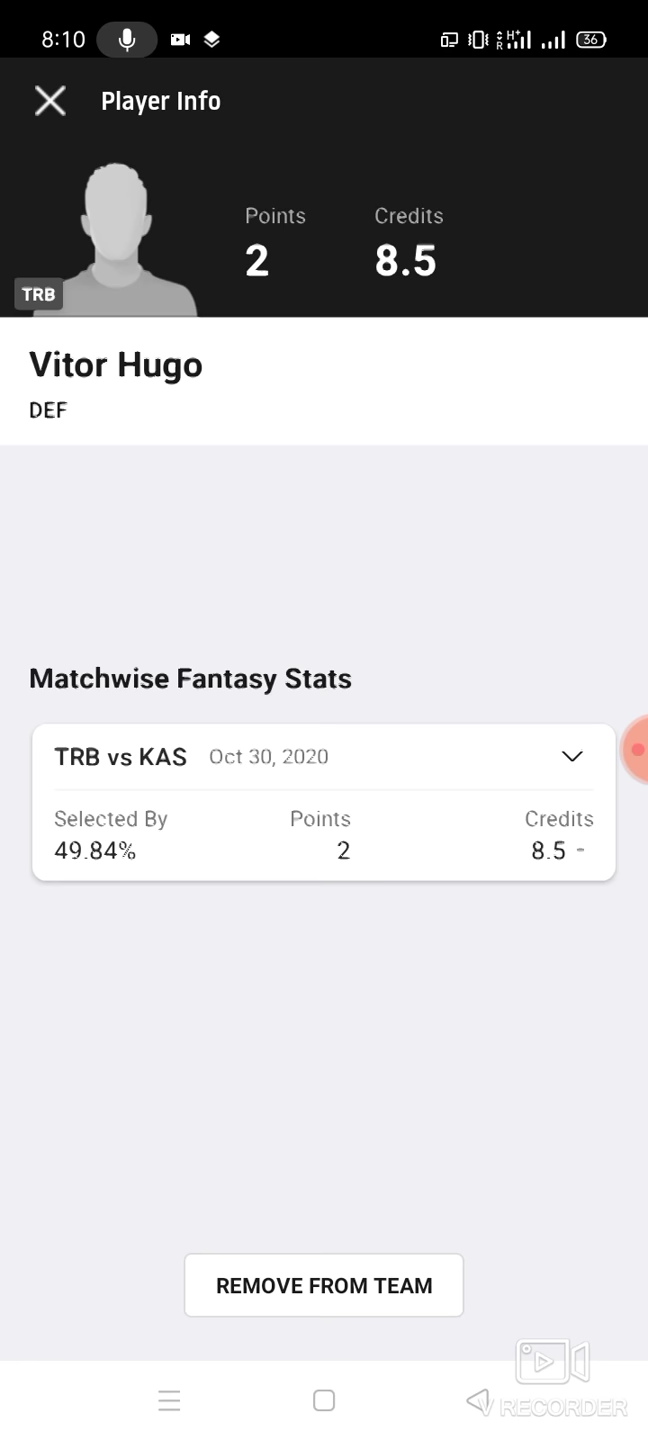 8:10
36
Player Info
Points
Credits
2
8.5
TRB
Vitor Hugo
DEF
Matchwise Fantasy Stats
TRB vs KAS Oct 30, 2020
Selected By Points Credits
49.84% 2 8.5 -
REMOVE FROM TEAM
V RECORDER